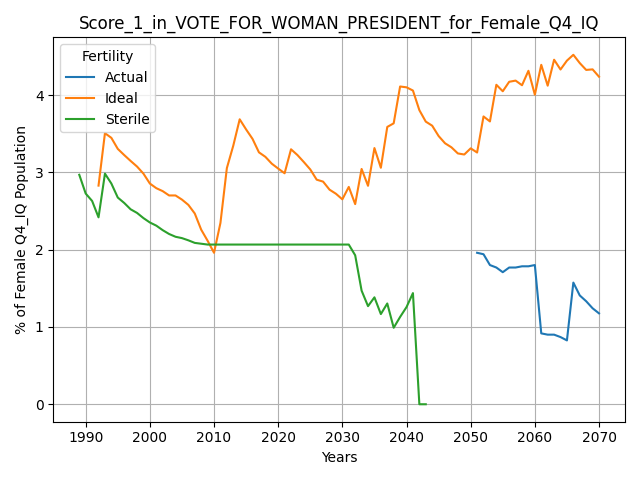 Score_1_in_VOTE_FOR_WOMAN_PRESIDENT_for_Female_Q4_IQ
Fertility
Actual
Ideal
Sterile
% of Female Q4_IQ Population
4
3
2
1
0
1990 2000 2010 2020 2030 2040 2050 2060 2070
Years